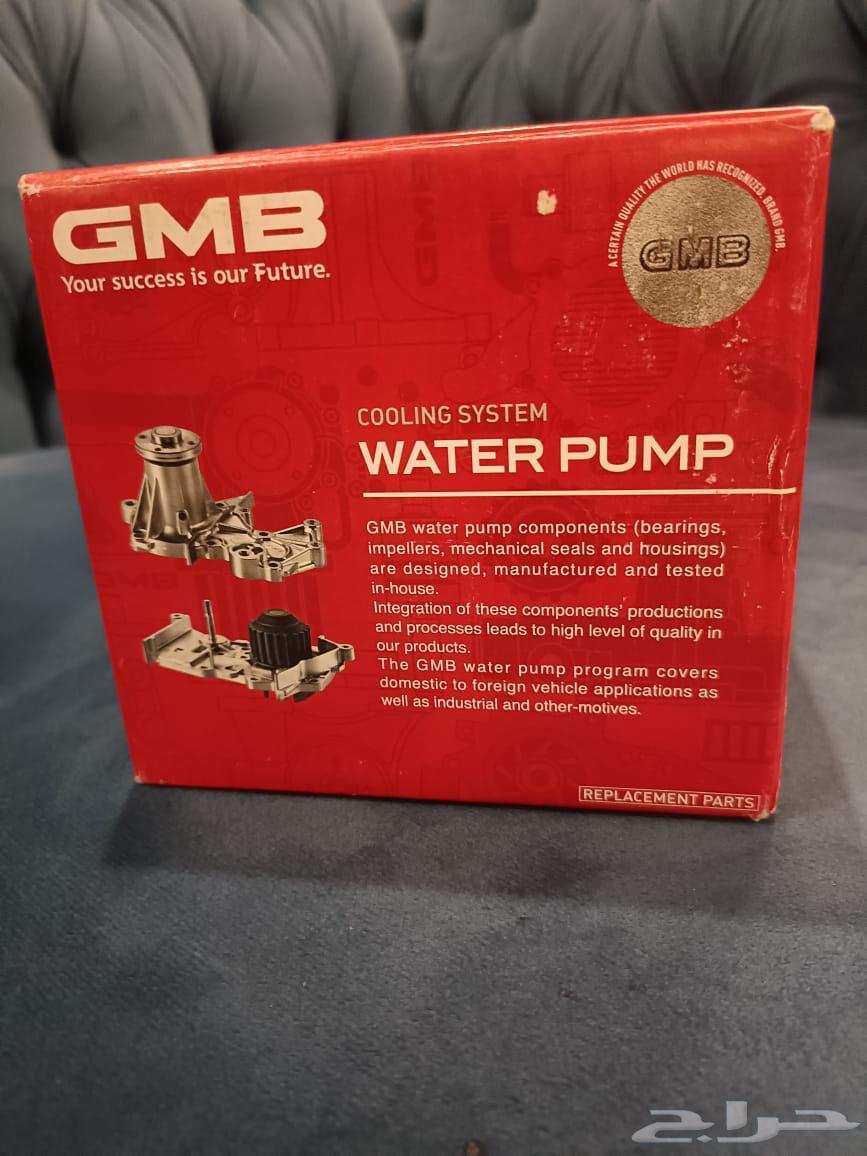 GMB
Your success is our Future.
A CERTAIN QUALITY THE WORLD HAS RECOGNIZED. BRAND GMB.
GMB
COOLING SYSTEM
WATER PUMP
GMB water pump components (bearings,
impellers, mechanical seals and housings)
are designed, manufactured and tested
in-house.
Integration of these components' productions
and processes leads to high level of quality in
our products.
The GMB water pump program covers
domestic to foreign vehicle applications as
well as industrial and other-motives.
REPLACEMENT PARTS
حراج